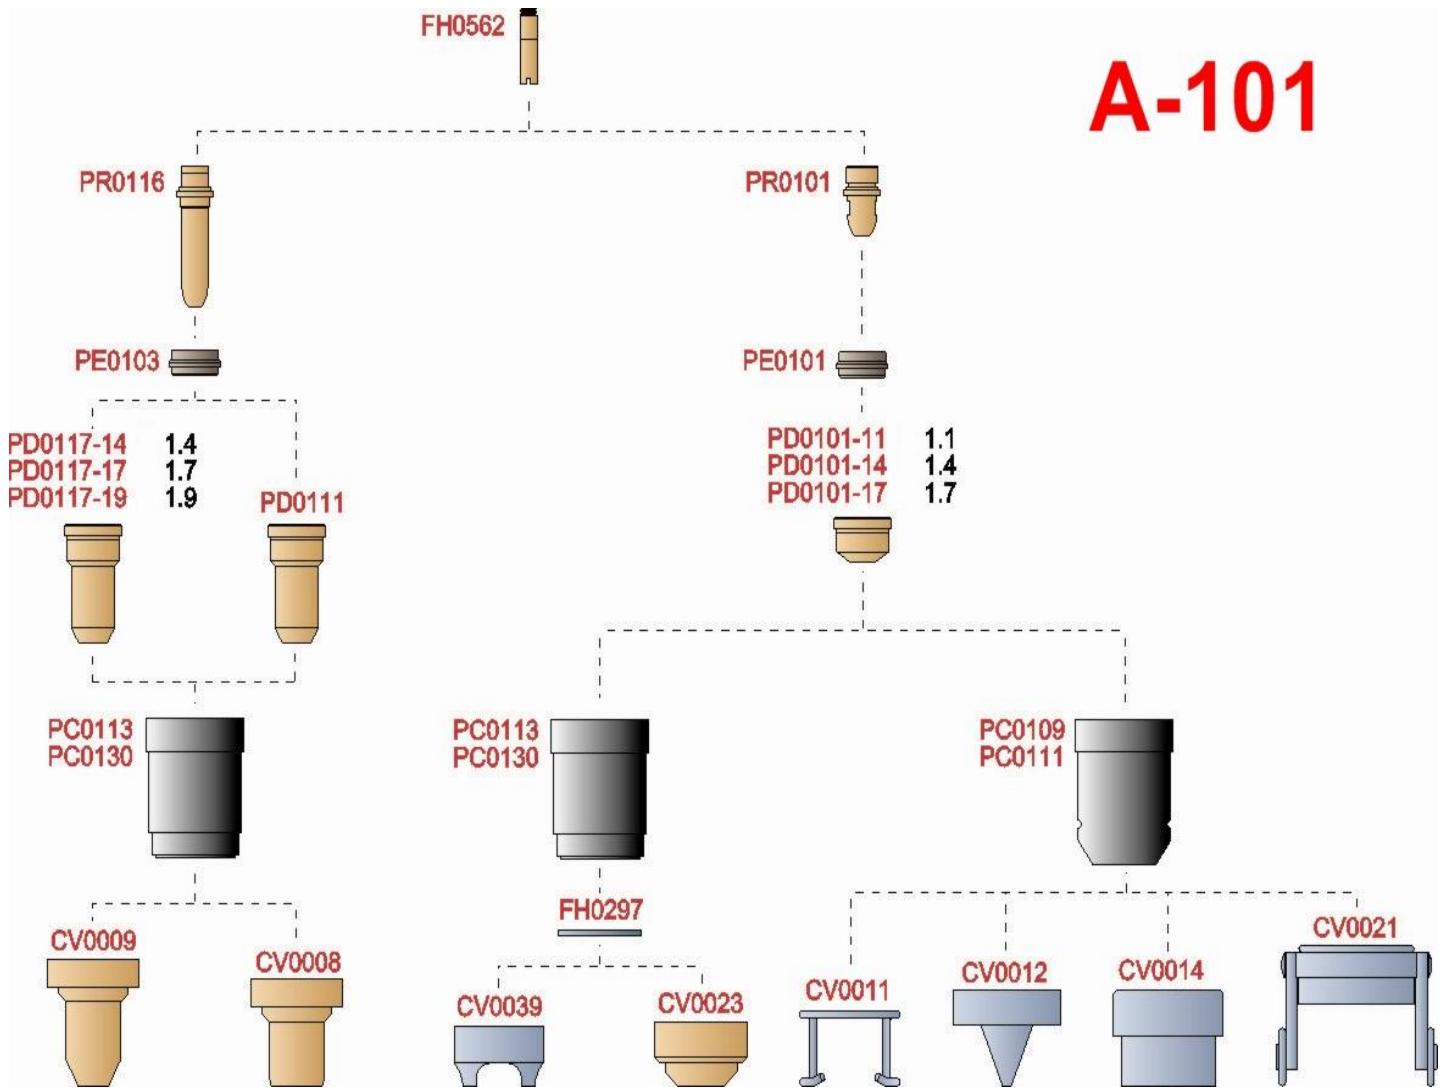 FH0562
A-101
PR0116
PR0101
PE0103
PE0101
PD0117-14 1.4
PD0117-17 1.7
PD0117-19 1.9
PD0111
PD0101-11 1.1
PD0101-14 1.4
PD0101-17 1.7
PC0113
PC0130
PC0113
PC0130
PC0109
PC0111
FH0297
CV0009
CV0008
CV0039
CV0023
CV0011
CV0012
CV0014
CV0021